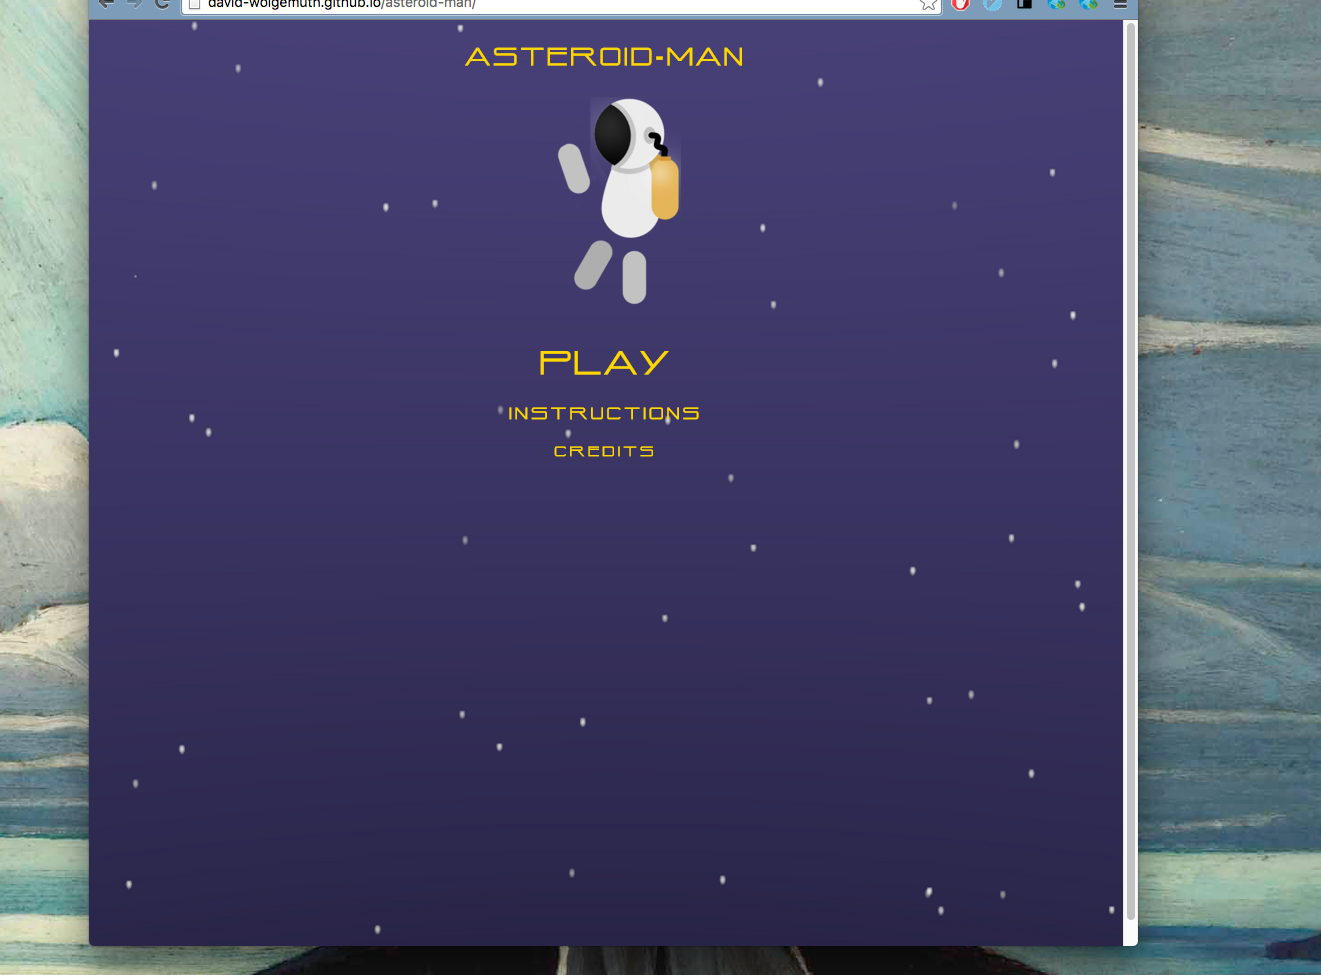 david-wolgemuth.github.io/asteroid-man/
ASTEROID-MAN
PLAY
INSTRUCTIONS
CREDITS